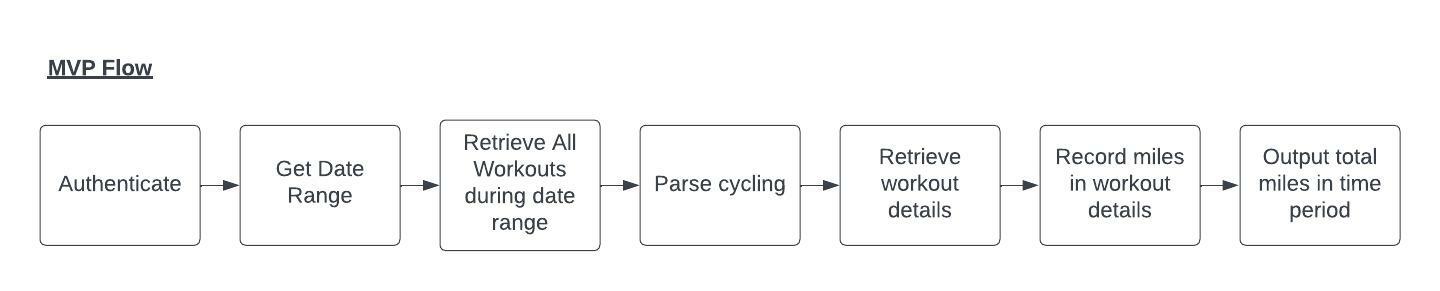 MVP Flow
Authenticate
Get Date
Range
Retrieve All
Workouts
during date
range
Parse cycling
Retrieve
workout
details
Record miles
in workout
details
Output total
miles in time
period